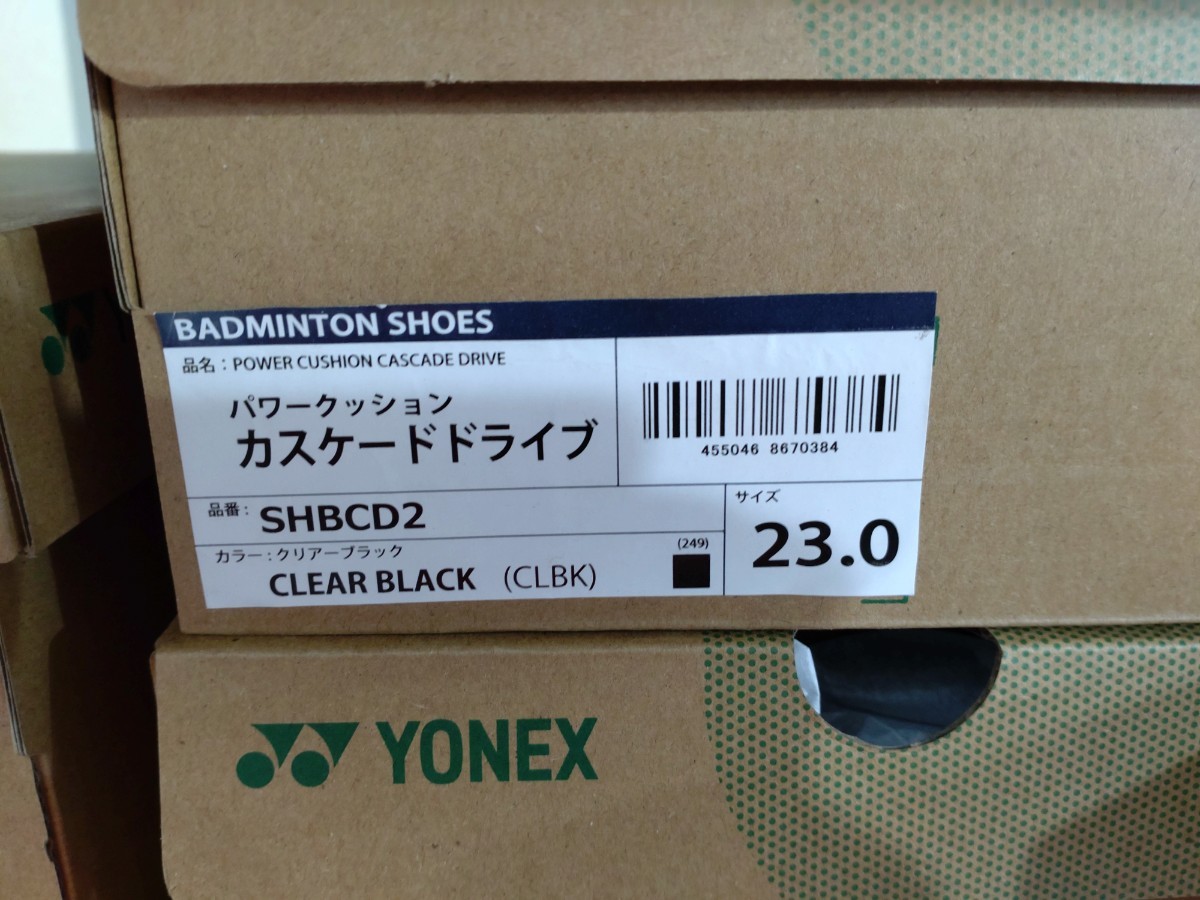 BADMINTON SHOES
品名：POWER CUSHION CASCADE DRIVE
パワークッション
カスケードドライブ
455046 8670384
品番：SHBCD2
サイズ
23.0
カラー：クリアーブラック
(249)
CLEAR BLACK (CLBK)
YONEX